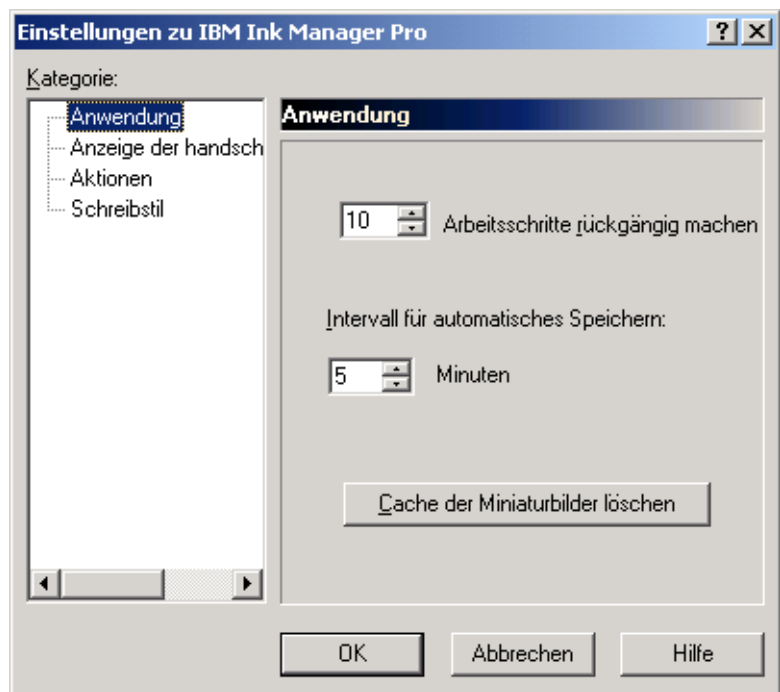 Einstellungen zu IBM Ink Manager Pro
Kategorie:
Anwendung
Anzeige der handsch
Aktionen
Schreibstil
Anwendung
10 Arbeitsschritte rückgängig machen
Intervall für automatisches Speichern:
5 Minuten
Cache der Miniaturbilder löschen
OK Abbrechen Hilfe